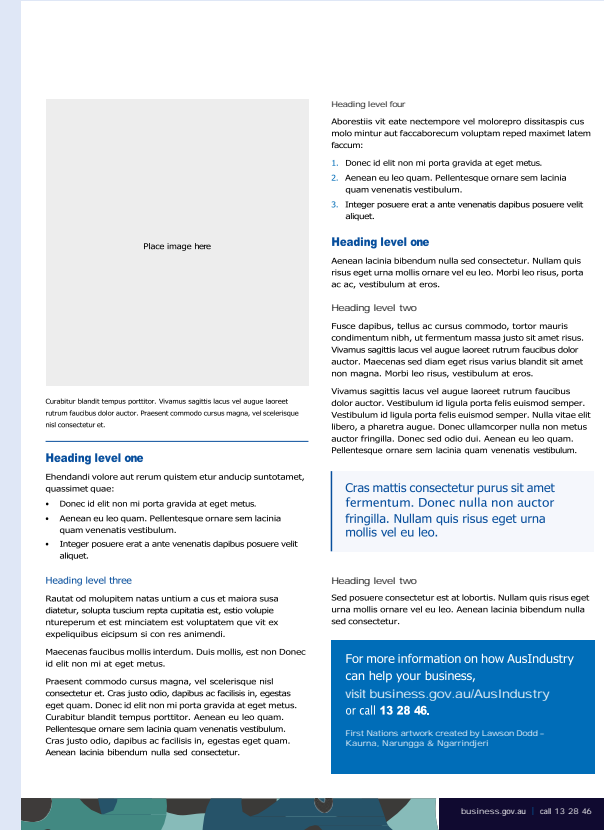 Place image here
Curabitur blandit tempus porttitor. Vivamus sagittis lacus vel augue laoreet
rutrum faucibus dolor auctor. Praesent commodo cursus magna, vel scelerisque
nisl consectetur et.
Heading level one
Ehendandi volore aut rerum quistem etur anducip suntotamet,
quassimet quae:
• Donec id elit non mi porta gravida at eget metus.
• Aenean eu leo quam. Pellentesque ornare sem lacinia
quam venenatis vestibulum.
• Integer posuere erat a ante venenatis dapibus posuere velit
aliquet.
Heading level three
Rautat od molupitem natas untium a cus et maiora susa
diatetur, solupta tuscium repta cupitatia est, estio volupie
ntureperum et est minctatem est voluptatem que vit ex
expeliquibus eicipsum si con res animendi.
Maecenas faucibus mollis interdum. Duis mollis, est non Donec
id elit non mi at eget metus.
Praesent commodo cursus magna, vel scelerisque nisl
consectetur et. Cras justo odio, dapibus ac facilisis in, egestas
eget quam. Donec id elit non mi porta gravida at eget metus.
Curabitur blandit tempus porttitor. Aenean eu leo quam.
Pellentesque ornare sem lacinia quam venenatis vestibulum.
Cras justo odio, dapibus ac facilisis in, egestas eget quam.
Aenean lacinia bibendum nulla sed consectetur.
Heading level four
Aborestiis vit eate nectempore vel molorepro dissitaspis cus
molo mintur aut faccaborecum voluptam reped maximet latem
faccum:
1. Donec id elit non mi porta gravida at eget metus.
2. Aenean eu leo quam. Pellentesque ornare sem lacinia
quam venenatis vestibulum.
3. Integer posuere erat a ante venenatis dapibus posuere velit
aliquet.
Heading level one
Aenean lacinia bibendum nulla sed consectetur. Nullam quis
risus eget urna mollis ornare vel eu leo. Morbi leo risus, porta
ac ac, vestibulum at eros.
Heading level two
Fusce dapibus, tellus ac cursus commodo, tortor mauris
condimentum nibh, ut fermentum massa justo sit amet risus.
Vivamus sagittis lacus vel augue laoreet rutrum faucibus dolor
auctor. Maecenas sed diam eget risus varius blandit sit amet
non magna. Morbi leo risus, vestibulum at eros.
Vivamus sagittis lacus vel augue laoreet rutrum faucibus
dolor auctor. Vestibulum id ligula porta felis euismod semper.
Vestibulum id ligula porta felis euismod semper. Nulla vitae elit
libero, a pharetra augue. Donec ullamcorper nulla non metus
auctor fringilla. Donec sed odio dui. Aenean eu leo quam.
Pellentesque ornare sem lacinia quam venenatis vestibulum.
Cras mattis consectetur purus sit amet
fermentum. Donec nulla non auctor
fringilla. Nullam quis risus eget urna
mollis vel eu leo.
Heading level two
Sed posuere consectetur est at lobortis. Nullam quis risus eget
urna mollis ornare vel eu leo. Aenean lacinia bibendum nulla
sed consectetur.
For more information on how AusIndustry
can help your business,
visit business.gov.au/AusIndustry
or call 13 28 46.
First Nations artwork created by Lawson Dodd –
Kaurna, Narungga & Ngarrindjeri
business.gov.au | call 13 28 46